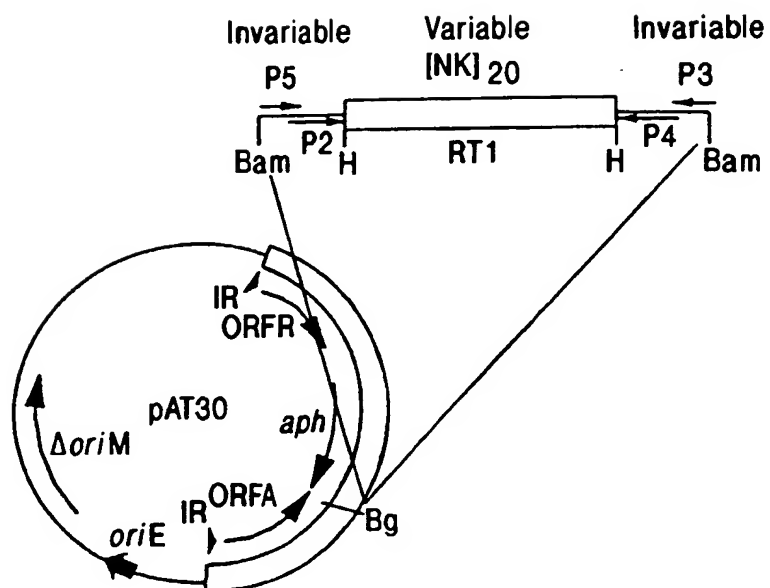 Invariable Variable Invariable
[NK]20
P5 P3
P2 P4
Bam H RT1 H Bam
IR
ORFR
pAT30 aph
ΔoriM
ORFA
IR
Bg
oriE